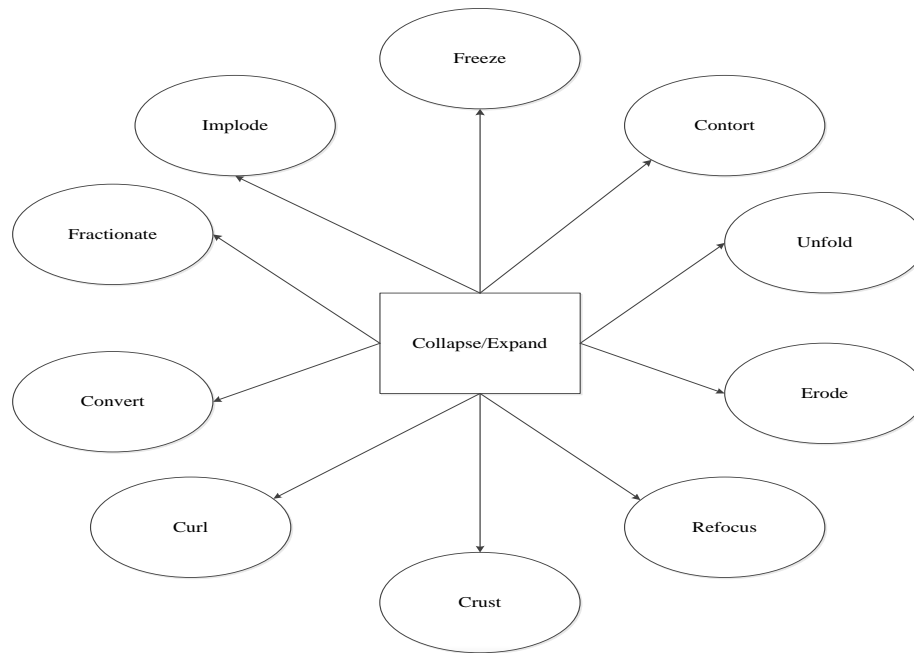 Freeze
Implode
Contort
Fractionate
Unfold
Collapse/Expand
Convert
Erode
Curl
Refocus
Crust